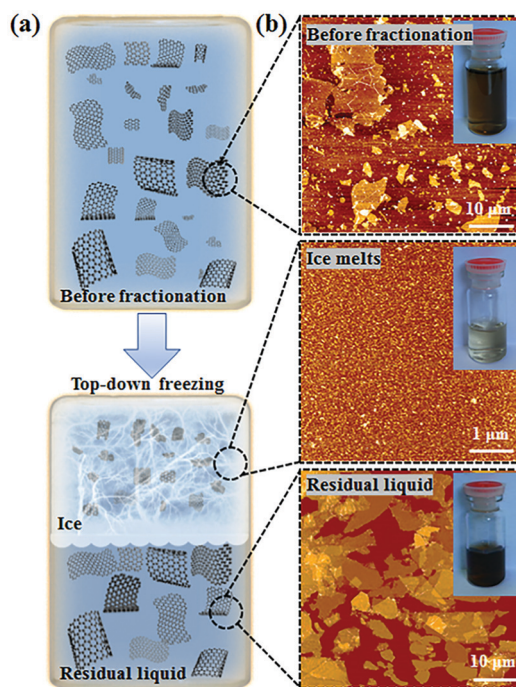 (a)
Before fractionation
Top-down freezing
Ice
Residual liquid
(b)
Before fractionation
10 μm
Ice melts
1 μm
Residual liquid
10 μm